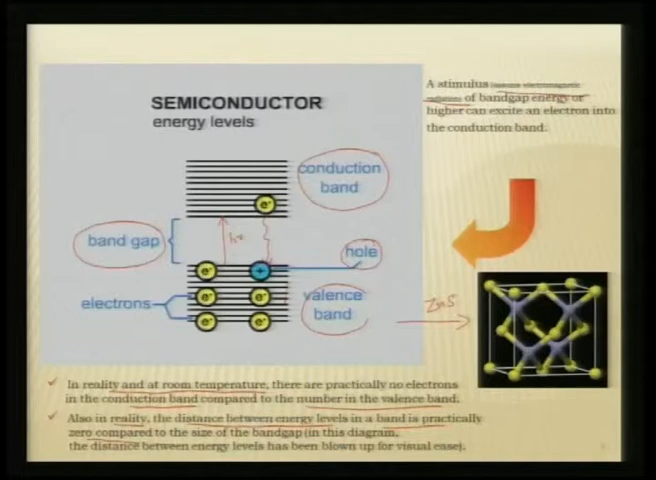 SEMICONDUCTOR
energy levels
conduction
band
e-
band gap
hν
hole
e-
+
electrons
e-
e-
valence
band
e-
e-
A stimulus
of bandgap energy or
higher can excite an electron into
the conduction band.
ZnS
✓ In reality and at room temperature, there are practically no electrons
in the conduction band compared to the number in the valence band.
✓ Also in reality, the distance between energy levels in a band is practically
zero compared to the size of the bandgap (in this diagram,
the distance between energy levels has been blown up for visual ease).